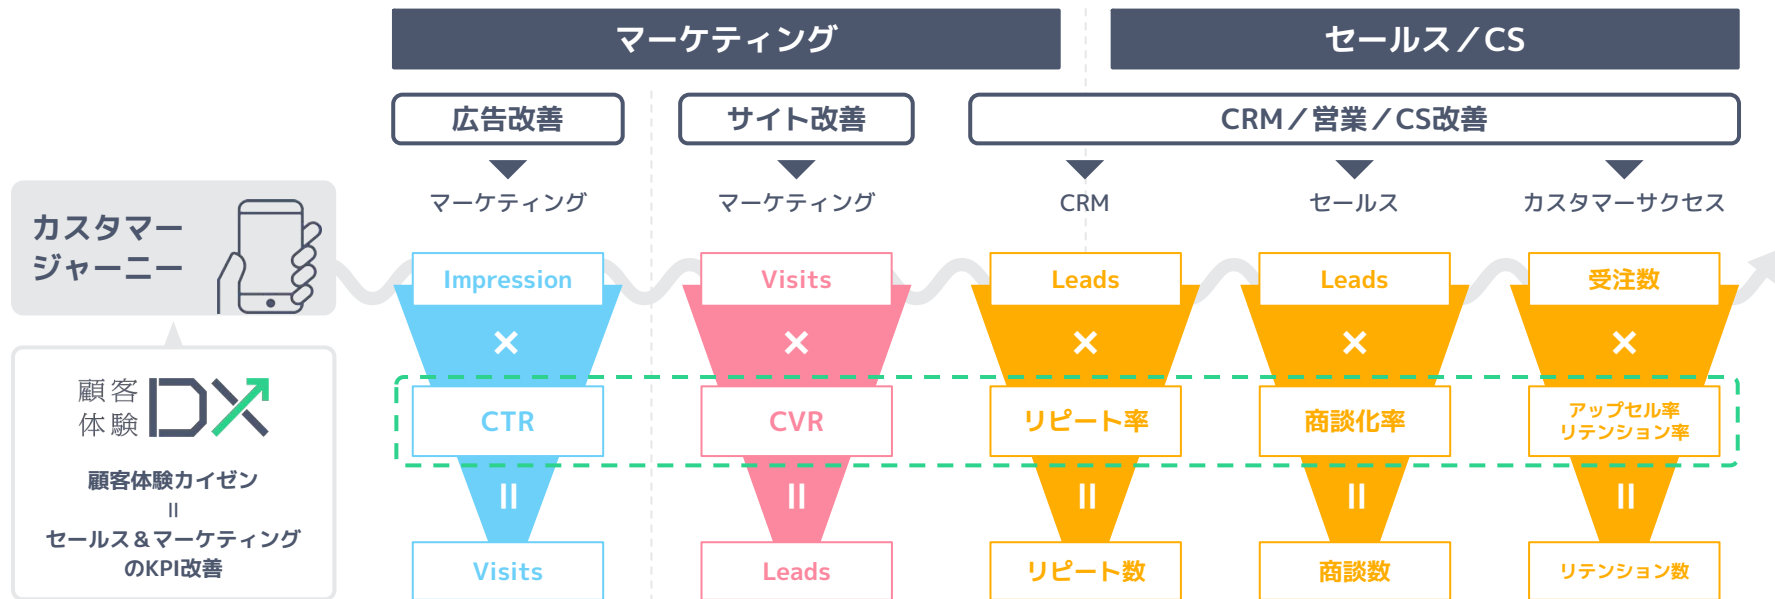 マーケティング
セールス／CS
広告改善
サイト改善
CRM／営業／CS改善
マーケティング
マーケティング
CRM
セールス
カスタマーサクセス
カスタマー
ジャーニー
Impression
Visits
Leads
Leads
受注数
×
×
×
×
×
顧客
体験
DX
顧客体験カイゼン
=
セールス＆マーケティング
のKPI改善
CTR
CVR
リピート率
商談化率
アップセル率
リテンション率
=
=
=
=
=
Visits
Leads
リピート数
商談数
リテンション数